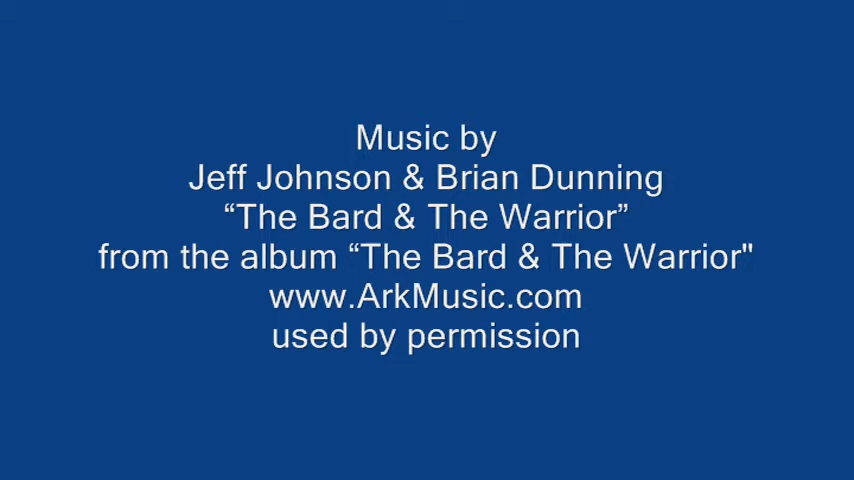 Music by
Jeff Johnson & Brian Dunning
“The Bard & The Warrior”
from the album “The Bard & The Warrior"
www.ArkMusic.com
used by permission